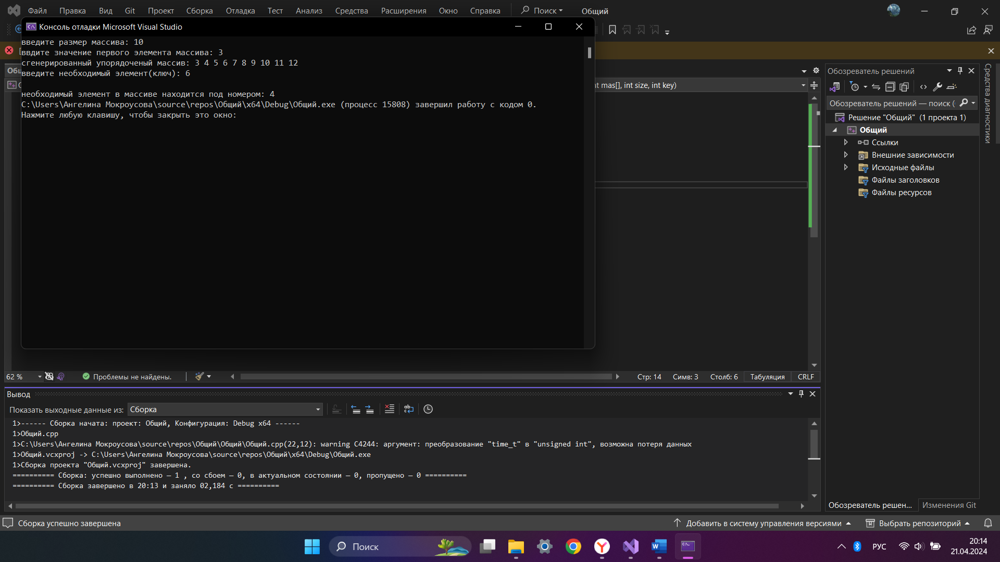 Файл Правка Вид Git Проект Сборка Отладка Тест Анализ Средства Расширения Окно Справка Поиск Общий
Консоль отладки Microsoft Visual Studio
введите размер массива: 10
ввдите значение первого элемента массива: 3
сгенерированный упорядоченый массив: 3 4 5 6 7 8 9 10 11 12
введите необходимый элемент(ключ): 6
необходимый элемент в массиве находится под номером: 4
C:\Users\Ангелина Мокроусова\source\repos\Общий\x64\Debug\Общий.exe (процесс 15808) завершил работу с кодом 0.
Нажмите любую клавишу, чтобы закрыть это окно:
mas[], int size, int key)
Обозреватель решений
Обозреватель решений — поиск (
Решение "Общий" (1 проекта 1)
Общий
Ссылки
Внешние зависимости
Исходные файлы
Файлы заголовков
Файлы ресурсов
Средства диагностики
62 % Проблемы не найдены. Стр: 14 Симв: 3 Столб: 6 Табуляция CRLF
Вывод
Показать выходные данные из: Сборка
1>------ Сборка начата: проект: Общий, Конфигурация: Debug x64 ------
1>Общий.cpp
1>C:\Users\Ангелина Мокроусова\source\repos\Общий\Общий\Общий.cpp(22,12): warning C4244: аргумент: преобразование "time_t" в "unsigned int", возможна потеря данных
1>Общий.vcxproj -> C:\Users\Ангелина Мокроусова\source\repos\Общий\x64\Debug\Общий.exe
1>Сборка проекта "Общий.vcxproj" завершена.
========== Сборка: успешно выполнено — 1 , со сбоем — 0, в актуальном состоянии — 0, пропущено — 0 ==========
========== Сборка завершено в 20:13 и заняло 02,184 с ==========
Обозреватель решен... Изменения Git
Сборка успешно завершена Добавить в систему управления версиями Выбрать репозиторий
Поиск
РУС
20:14
21.04.2024